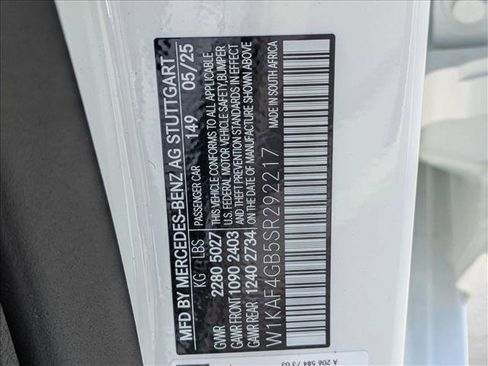 MFD BY MERCEDES-BENZ AG STUTTGART
PASSENGER CAR 149 05/25
KG LBS
GVWR 2280 5027
GAWR FRONT 1090 2403
GAWR REAR 1240 2734
THIS VEHICLE CONFORMS TO ALL APPLICABLE
U.S. FEDERAL MOTOR VEHICLE SAFETY, BUMPER
AND THEFT PREVENTION STANDARDS IN EFFECT
ON THE DATE OF MANUFACTURE SHOWN ABOVE.
W1KAF4GB5SR292217
MADE IN SOUTH AFRICA
A 206 584 73 03